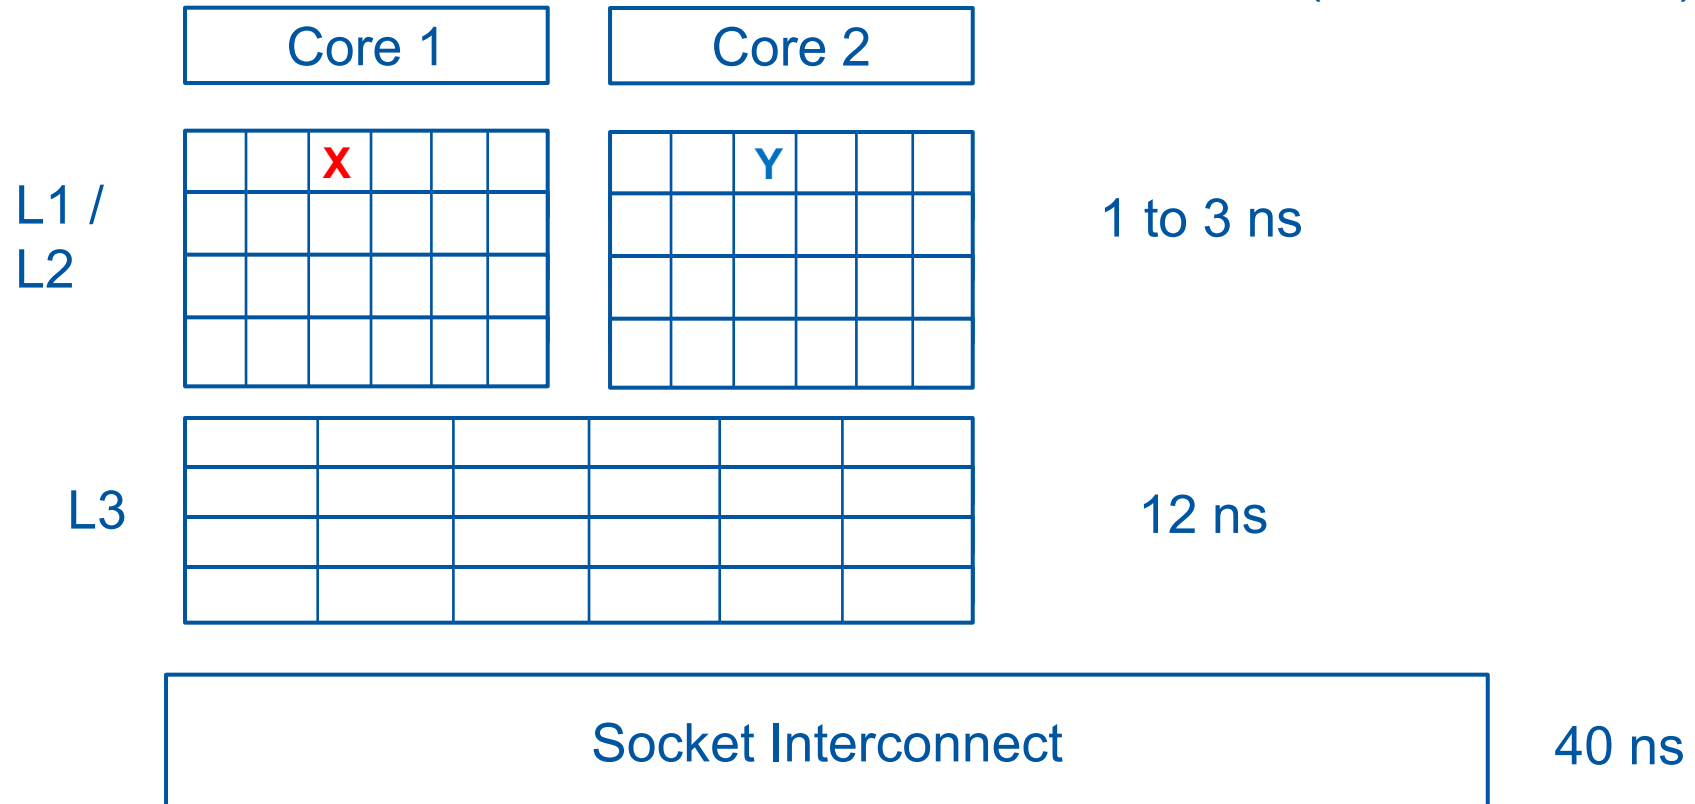 Core 1
Core 2
X
Y
L1 /
L2
1 to 3 ns
L3
12 ns
Socket Interconnect
40 ns